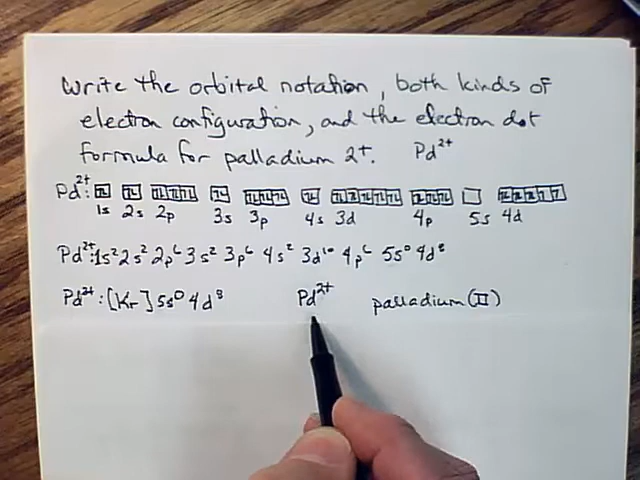 Write the orbital notation, both kinds of
electron configuration, and the electron dot
formula for palladium 2+. Pd²⁺
Pd²⁺:
1s 2s 2p 3s 3p 4s 3d 4p 5s 4d
Pd²⁺:1s² 2s² 2p⁶ 3s² 3p⁶ 4s² 3d¹⁰ 4p⁶ 5s⁰ 4d⁸
Pd²⁺: [Kr] 5s⁰ 4d⁸ Pd²⁺ palladium (II)